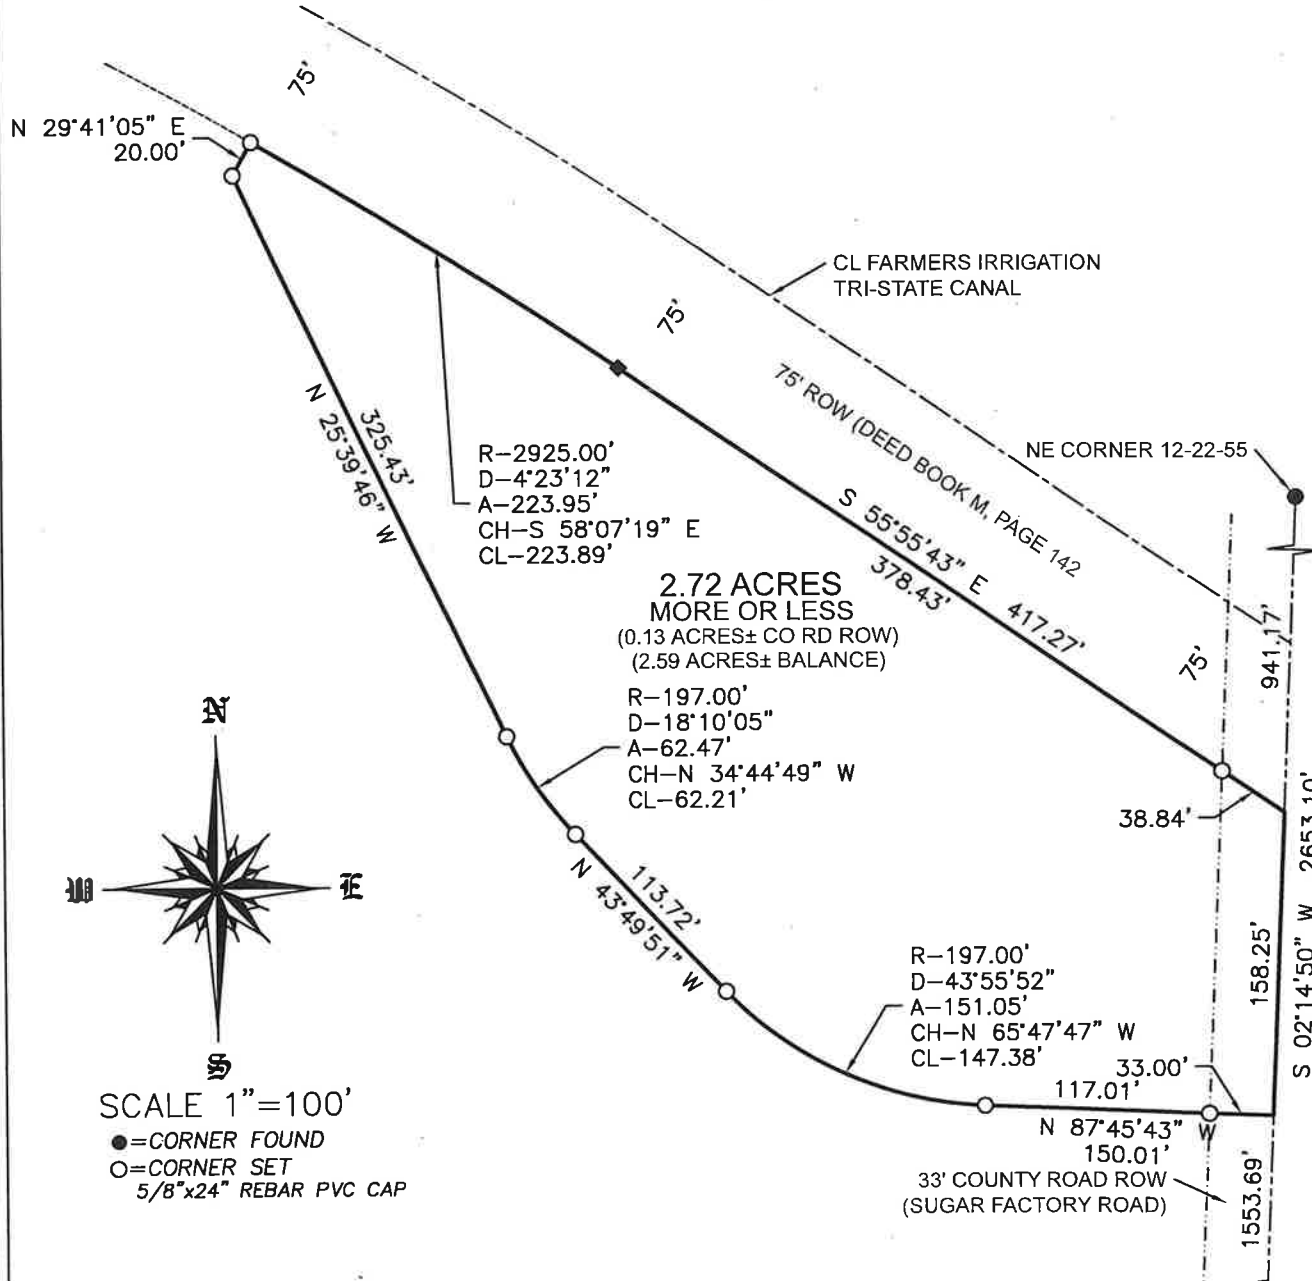 75'
N 29°41'05" E
20.00'
CL FARMERS IRRIGATION
TRI-STATE CANAL
75'
75' ROW (DEED BOOK M, PAGE 142
NE CORNER 12-22-55
325.43'
N 25°39'46" W
R-2925.00'
D-4°23'12"
A-223.95'
CH-S 58°07'19" E
CL-223.89'
S 55°55'43" E 417.27'
378.43'
2.72 ACRES
MORE OR LESS
(0.13 ACRES± CO RD ROW)
(2.59 ACRES± BALANCE)
75'
941.17'
R-197.00'
D-18°10'05"
A-62.47'
CH-N 34°44'49" W
CL-62.21'
38.84'
S 02°14'50" W 2653.10'
158.25'
N
W
E
S
113.72'
N 43°49'51" W
R-197.00'
D-43°55'52"
A-151.05'
CH-N 65°47'47" W
CL-147.38'
33.00'
117.01'
N 87°45'43" W
150.01'
33' COUNTY ROAD ROW
(SUGAR FACTORY ROAD)
1553.69'
SCALE 1"=100'
●=CORNER FOUND
○=CORNER SET
5/8"x24" REBAR PVC CAP